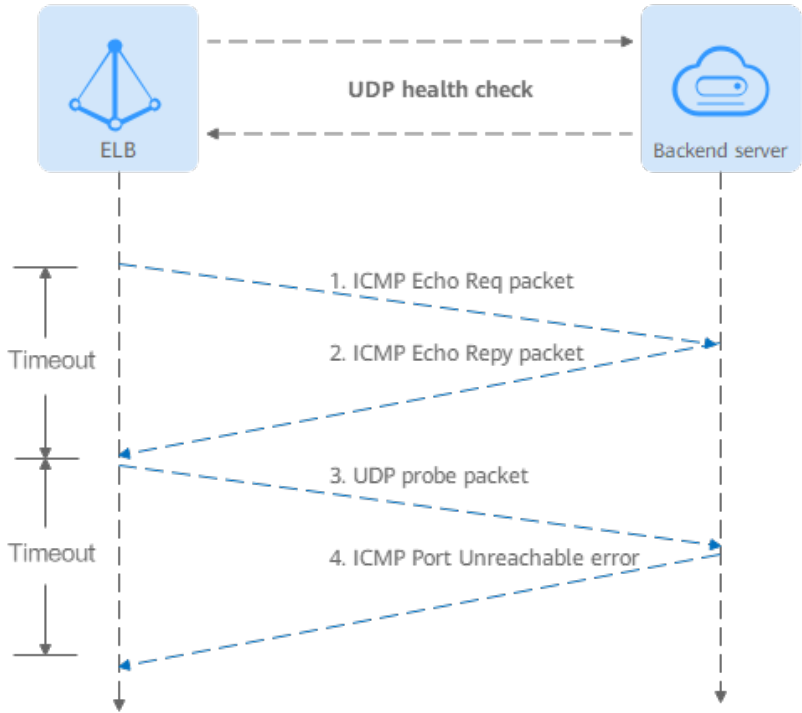 UDP health check
ELB
Backend server
1. ICMP Echo Req packet
Timeout
2. ICMP Echo Repy packet
3. UDP probe packet
Timeout
4. ICMP Port Unreachable error